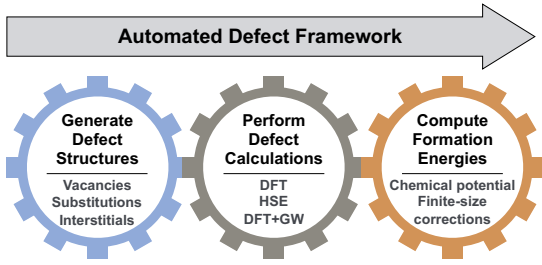 Automated Defect Framework
Generate
Defect
Structures
Vacancies
Substitutions
Interstitials
Perform
Defect
Calculations
DFT
HSE
DFT+GW
Compute
Formation
Energies
Chemical potential
Finite-size
corrections